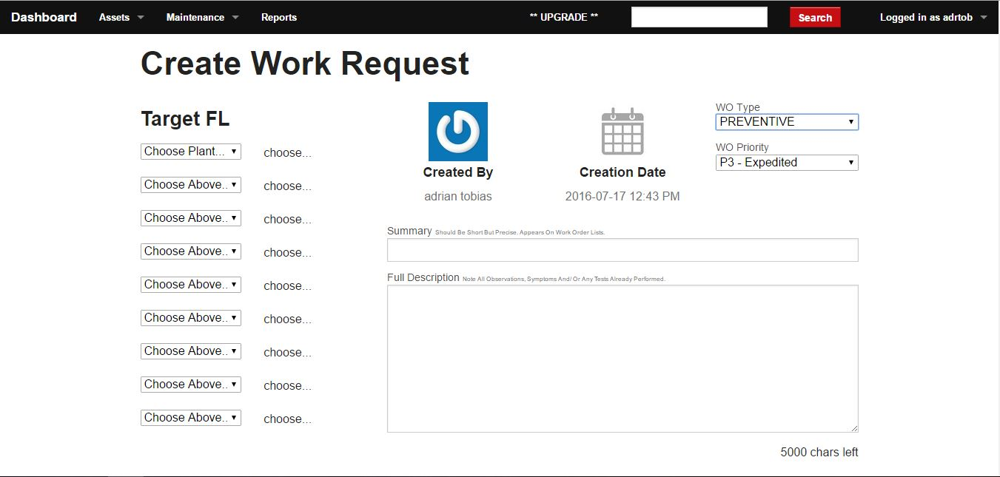 Dashboard Assets Maintenance Reports ** UPGRADE ** Search Logged in as adrtob
Create Work Request
Target FL
Choose Plant... choose...
Choose Above.. choose...
Choose Above.. choose...
Choose Above.. choose...
Choose Above.. choose...
Choose Above.. choose...
Choose Above.. choose...
Choose Above.. choose...
Choose Above.. choose...
Created By
adrian tobias
Creation Date
2016-07-17 12:43 PM
WO Type
PREVENTIVE
WO Priority
P3 - Expedited
Summary Should Be Short But Precise. Appears On Work Order Lists.
Full Description Note All Observations, Symptoms And/ Or Any Tests Already Performed.
5000 chars left